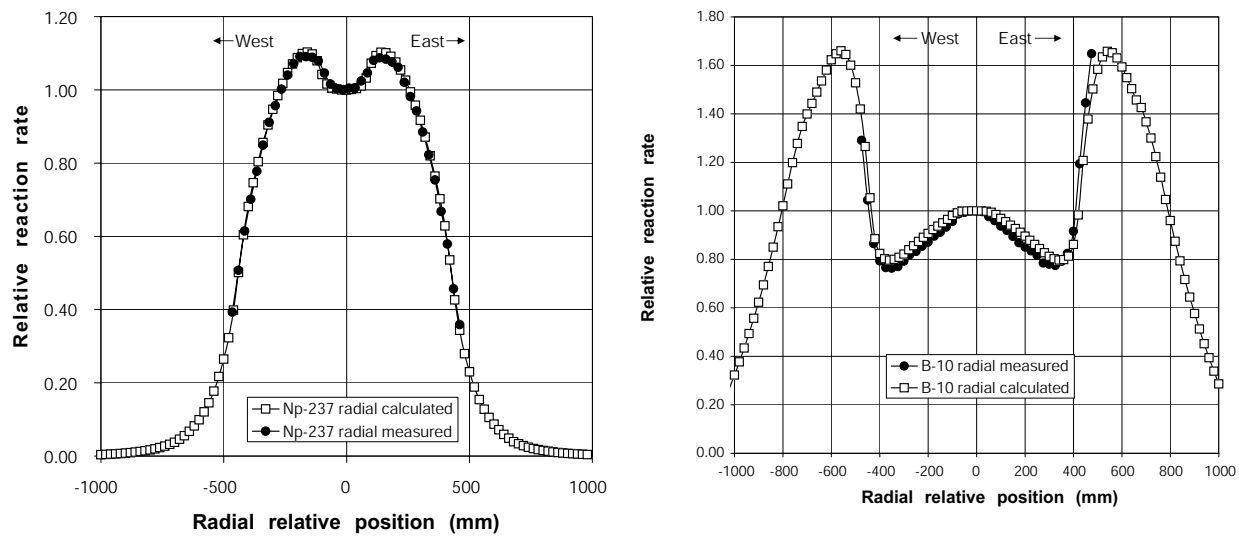 1.20
1.00
0.80
0.60
0.40
0.20
0.00
-1000
-500
0
500
1000
Relative reaction rate
Radial relative position (mm)
West
East
Np-237 radial calculated
Np-237 radial measured
1.80
1.60
1.40
1.20
1.00
0.80
0.60
0.40
0.20
0.00
-1000 -800 -600 -400 -200 0 200 400 600 800 1000
Relative reaction rate
Radial relative position (mm)
West
East
B-10 radial measured
B-10 radial calculated